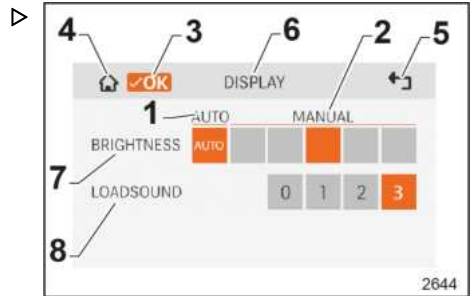 4 3 6 2 5
✓OK DISPLAY
1 AUTO MANUAL
BRIGHTNESS AUTO
7
LOADSOUND 0 1 2 3
8
2644